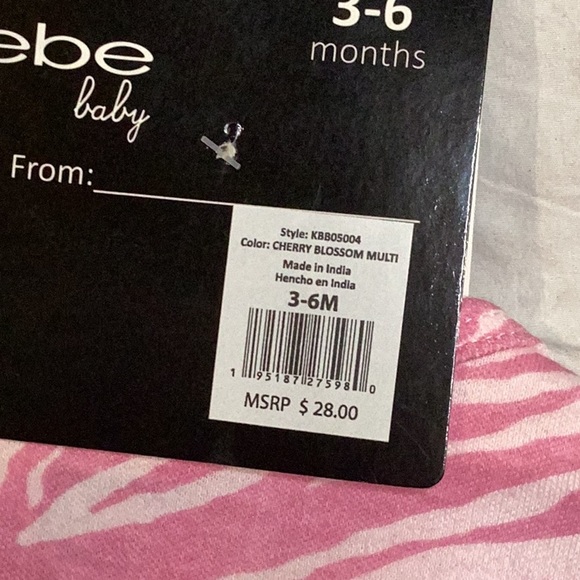 ebe
baby
3-6
months
From:
Style: KBB05004
Color: CHERRY BLOSSOM MULTI
Made in India
Hencho en India
3-6M
1 95187 27598 0
MSRP $ 28.00